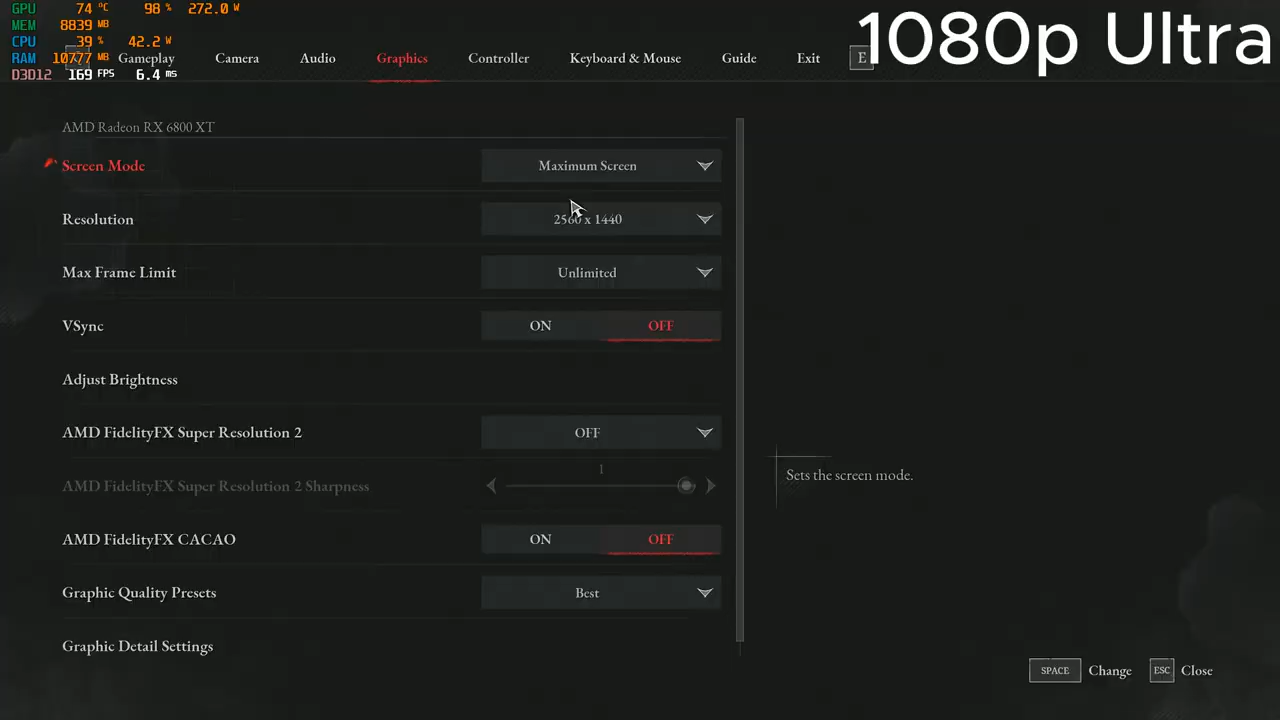 GPU 74 °C 98 % 272.0 W
MEM 8839 MB
CPU 39 % 42.2 W
RAM 10777 MB
D3D12 169 FPS 6.4 ms
1080p Ultra
Gameplay Camera Audio Graphics Controller Keyboard & Mouse Guide Exit E
AMD Radeon RX 6800 XT
Screen Mode Maximum Screen
Resolution 2560 x 1440
Max Frame Limit Unlimited
VSync ON OFF
Adjust Brightness
AMD FidelityFX Super Resolution 2 OFF
1
AMD FidelityFX Super Resolution 2 Sharpness
Sets the screen mode.
AMD FidelityFX CACAO ON OFF
Graphic Quality Presets Best
Graphic Detail Settings
SPACE Change ESC Close